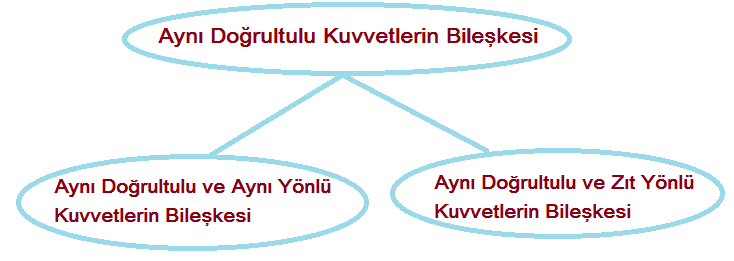 Aynı Doğrultulu Kuvvetlerin Bileşkesi
Aynı Doğrultulu ve Aynı Yönlü
Kuvvetlerin Bileşkesi
Aynı Doğrultulu ve Zıt Yönlü
Kuvvetlerin Bileşkesi